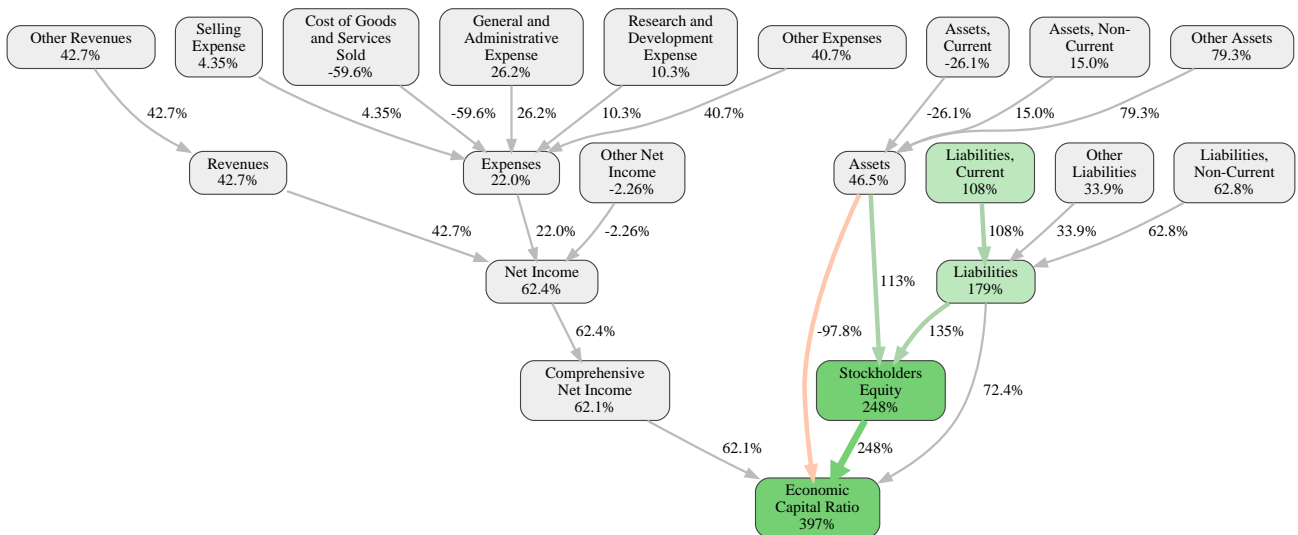 Other Revenues
42.7%
Selling
Expense
4.35%
Cost of Goods
and Services
Sold
-59.6%
General and
Administrative
Expense
26.2%
Research and
Development
Expense
10.3%
Other Expenses
40.7%
Assets,
Current
-26.1%
Assets, Non-
Current
15.0%
Other Assets
79.3%
42.7%
4.35%
-59.6%
26.2%
10.3%
40.7%
-26.1%
15.0%
79.3%
Revenues
42.7%
Expenses
22.0%
Other Net
Income
-2.26%
Assets
46.5%
Liabilities,
Current
108%
Other
Liabilities
33.9%
Liabilities,
Non-Current
62.8%
42.7%
22.0%
-2.26%
108%
33.9%
62.8%
Net Income
62.4%
113%
Liabilities
179%
62.4%
-97.8%
135%
Comprehensive
Net Income
62.1%
Stockholders
Equity
248%
72.4%
62.1%
248%
Economic
Capital Ratio
397%